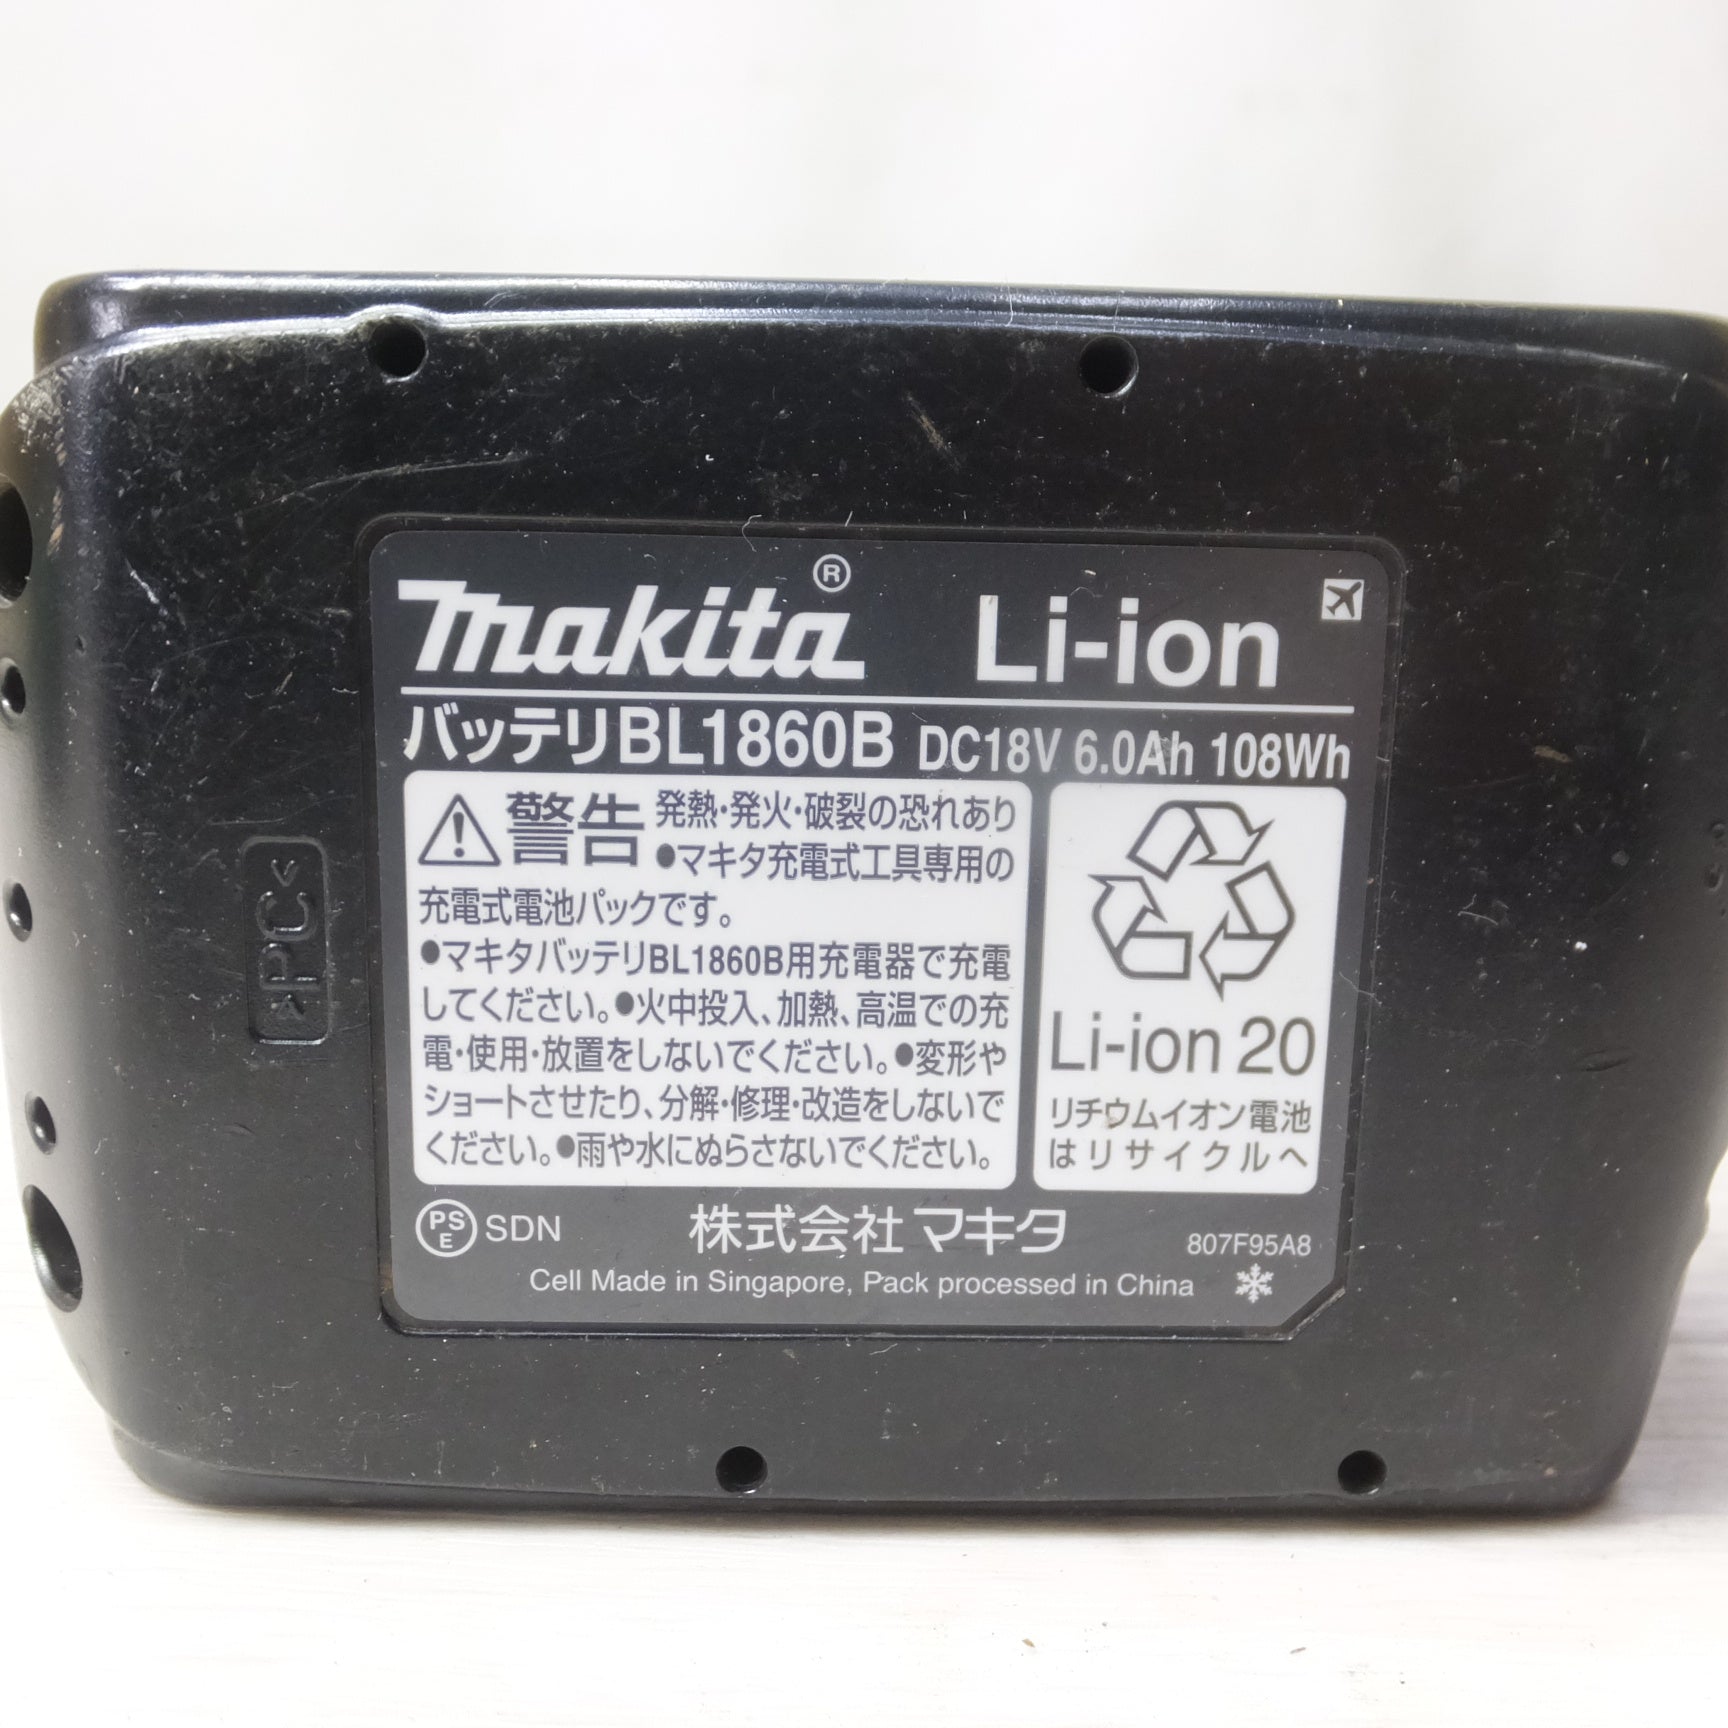 makita® Li-ion
バッテリBL1860B DC18V 6.0Ah 108Wh
警告 発熱・発火・破裂の恐れあり
●マキタ充電式工具専用の
充電式電池パックです。
●マキタバッテリBL1860B用充電器で充電
してください。●火中投入、加熱、高温での充
電・使用・放置をしないでください。●変形や
ショートさせたり、分解・修理・改造をしないで
ください。●雨や水にぬらさないでください。
Li-ion 20
リチウムイオン電池
はリサイクルへ
PSE SDN 株式会社マキタ 807F95A8
Cell Made in Singapore, Pack processed in China
>PC<